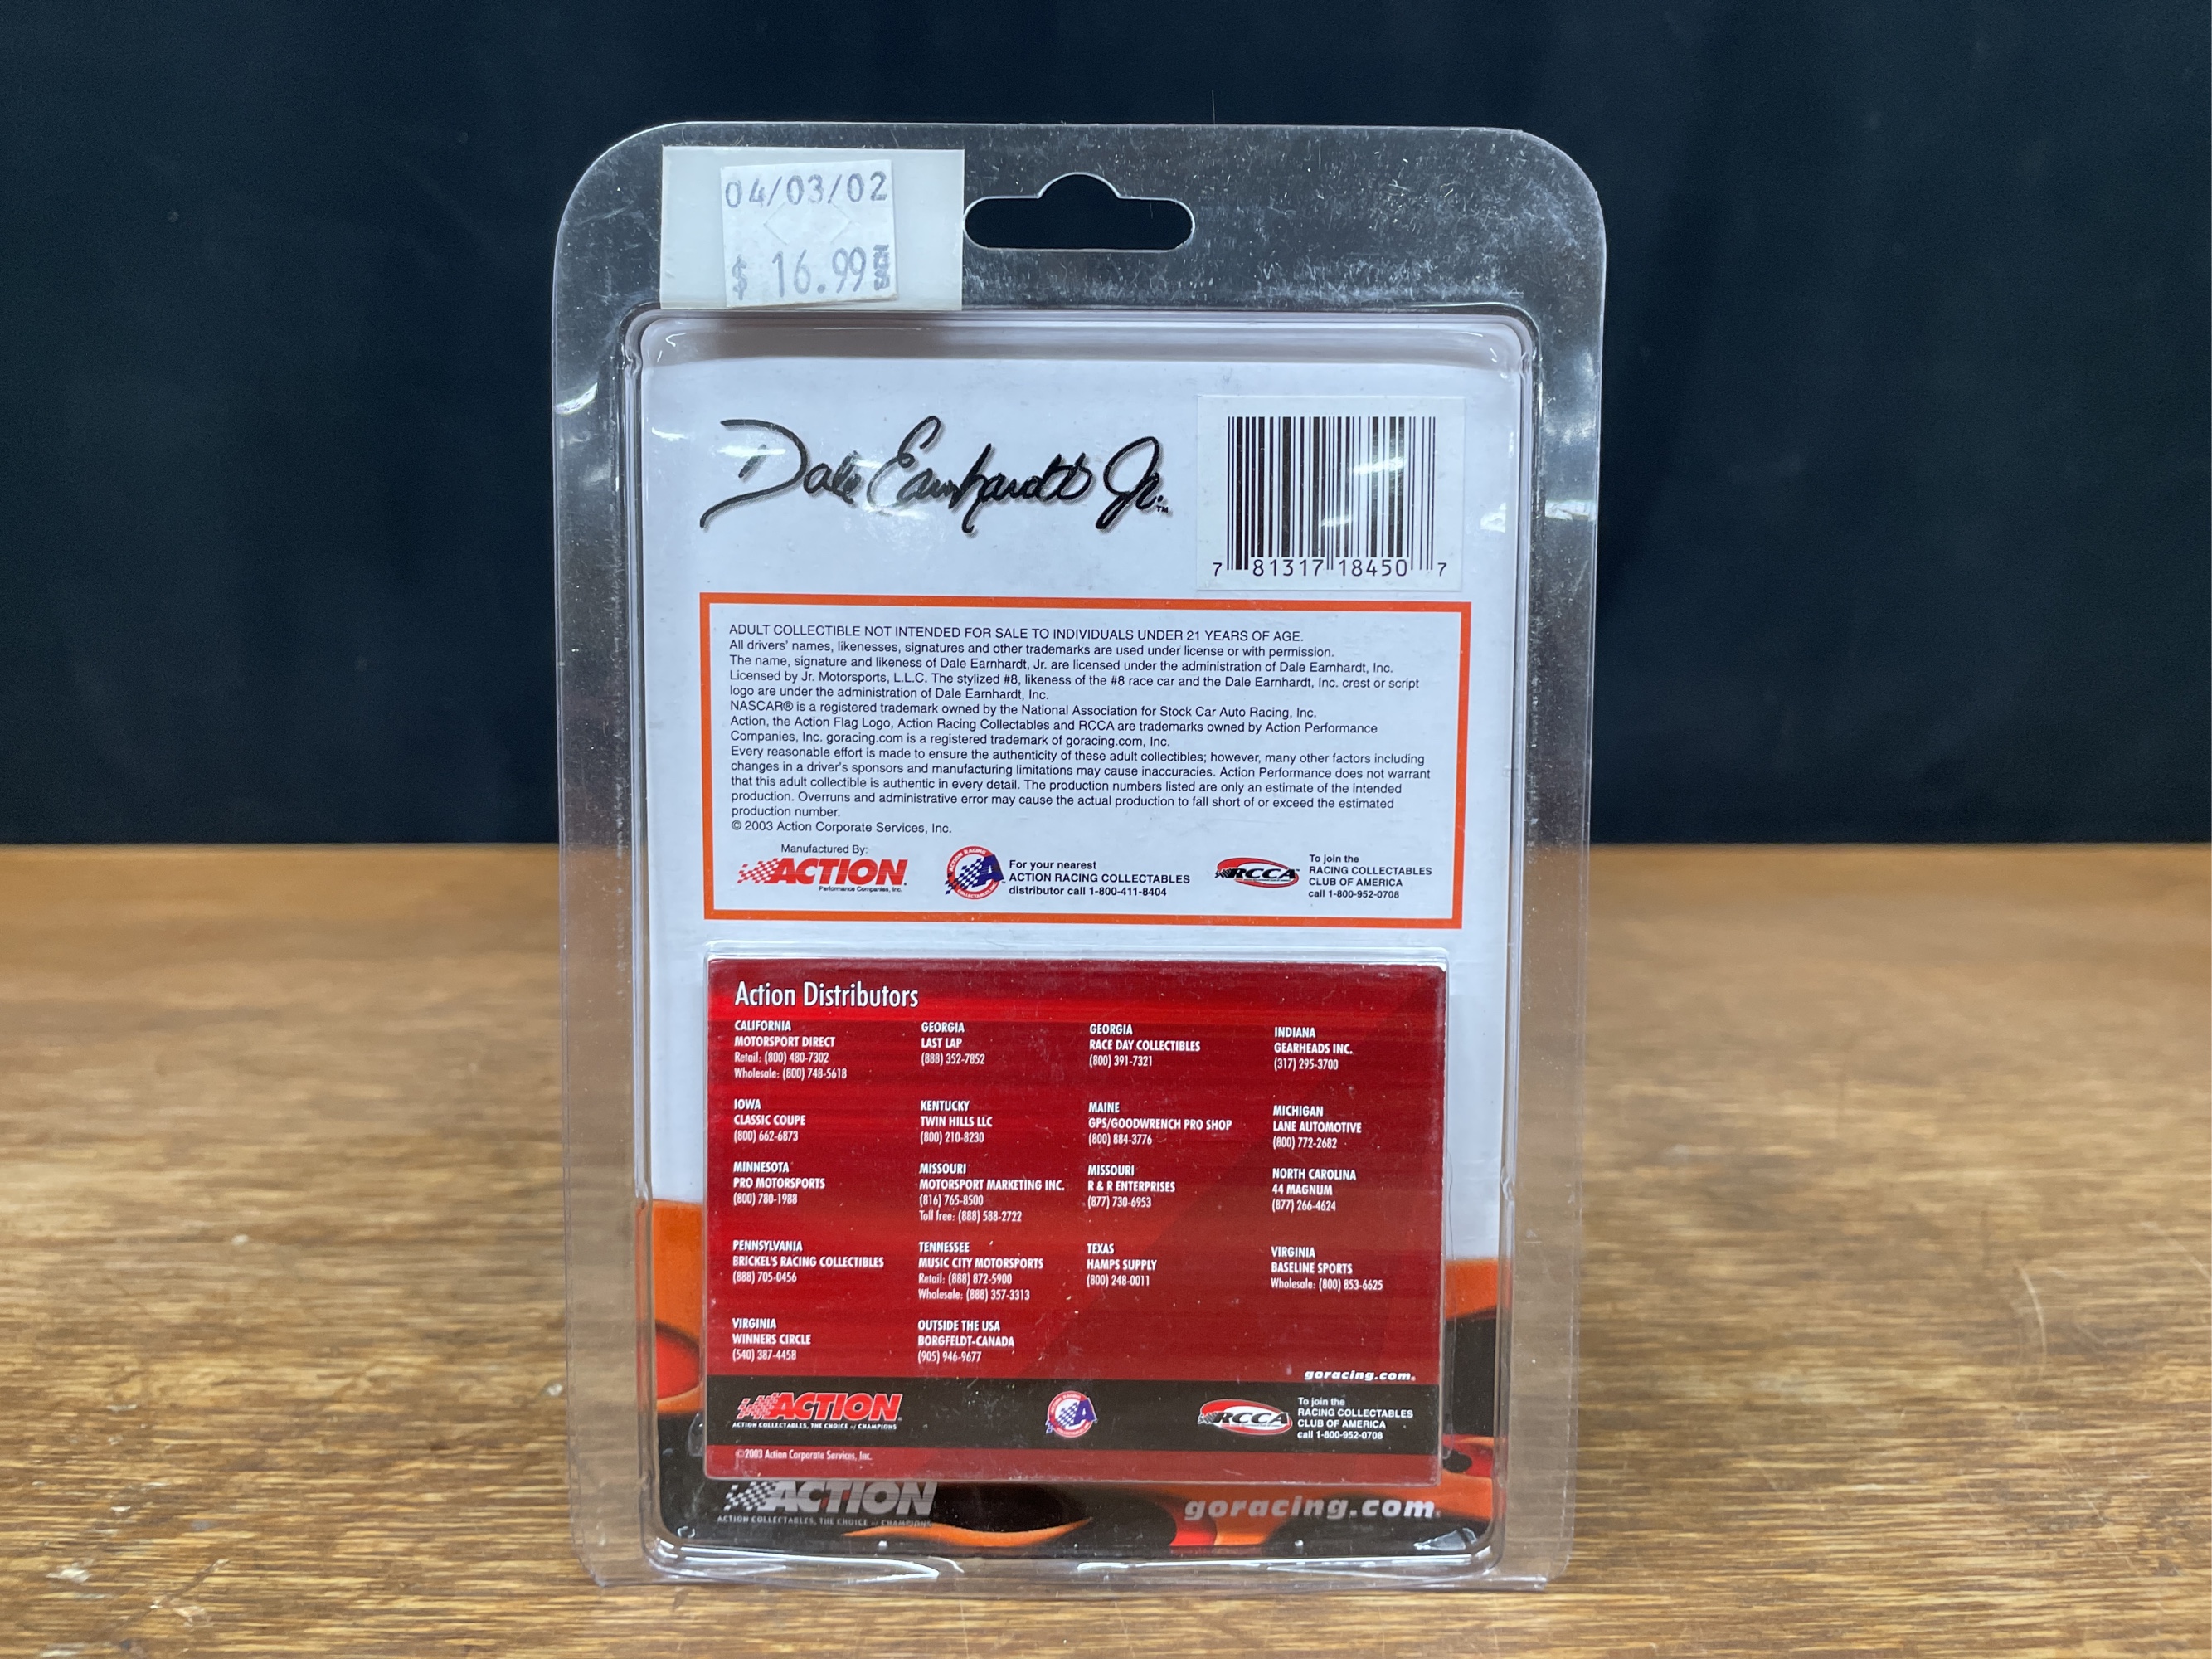 04/03/02
$ 16.99 EACH
Dale Earnhardt Jr.™
7 81317 18450 7
ADULT COLLECTIBLE NOT INTENDED FOR SALE TO INDIVIDUALS UNDER 21 YEARS OF AGE.
All drivers' names, likenesses, signatures and other trademarks are used under license or with permission.
The name, signature and likeness of Dale Earnhardt, Jr. are licensed under the administration of Dale Earnhardt, Inc.
Licensed by Jr. Motorsports, L.L.C. The stylized #8, likeness of the #8 race car and the Dale Earnhardt, Inc. crest or script
logo are under the administration of Dale Earnhardt, Inc.
NASCAR® is a registered trademark owned by the National Association for Stock Car Auto Racing, Inc.
Action, the Action Flag Logo, Action Racing Collectables and RCCA are trademarks owned by Action Performance
Companies, Inc. goracing.com is a registered trademark of goracing.com, Inc.
Every reasonable effort is made to ensure the authenticity of these adult collectibles; however, many other factors including
changes in a driver's sponsors and manufacturing limitations may cause inaccuracies. Action Performance does not warrant
that this adult collectible is authentic in every detail. The production numbers listed are only an estimate of the intended
production. Overruns and administrative error may cause the actual production to fall short of or exceed the estimated
production number.
© 2003 Action Corporate Services, Inc.
Manufactured By:
ACTION
Performance Companies, Inc.
For your nearest
ACTION RACING COLLECTABLES
distributor call 1-800-411-8404
RCCA
To join the
RACING COLLECTABLES
CLUB OF AMERICA
call 1-800-952-0708
Action Distributors
CALIFORNIA
MOTORSPORT DIRECT
Retail: (800) 480-7302
Wholesale: (800) 748-5618
GEORGIA
LAST LAP
(888) 352-7852
GEORGIA
RACE DAY COLLECTIBLES
(800) 391-7321
INDIANA
GEARHEADS INC.
(317) 295-3700
IOWA
CLASSIC COUPE
(800) 662-6873
KENTUCKY
TWIN HILLS LLC
(800) 210-8230
MAINE
GPS/GOODWRENCH PRO SHOP
(800) 884-3776
MICHIGAN
LANE AUTOMOTIVE
(800) 772-2682
MINNESOTA
PRO MOTORSPORTS
(800) 780-1988
MISSOURI
MOTORSPORT MARKETING INC.
(816) 765-8500
Toll free: (888) 588-2722
MISSOURI
R & R ENTERPRISES
(877) 730-6953
NORTH CAROLINA
44 MAGNUM
(877) 266-4624
PENNSYLVANIA
BRICKEL'S RACING COLLECTIBLES
(888) 705-0456
TENNESSEE
MUSIC CITY MOTORSPORTS
Retail: (888) 872-5900
Wholesale: (888) 357-3313
TEXAS
HAMPS SUPPLY
(800) 248-0011
VIRGINIA
BASELINE SPORTS
Wholesale: (800) 853-6625
VIRGINIA
WINNERS CIRCLE
(540) 387-4458
OUTSIDE THE USA
BORGFELDT-CANADA
(905) 946-9677
goracing.com.
ACTION
ACTION COLLECTABLES, THE CHOICE of CHAMPIONS
RCCA
To join the
RACING COLLECTABLES
CLUB OF AMERICA
call 1-800-952-0708
©2003 Action Corporate Services, Inc.
ACTION
ACTION COLLECTABLES, THE CHOICE of CHAMPIONS
goracing.com.